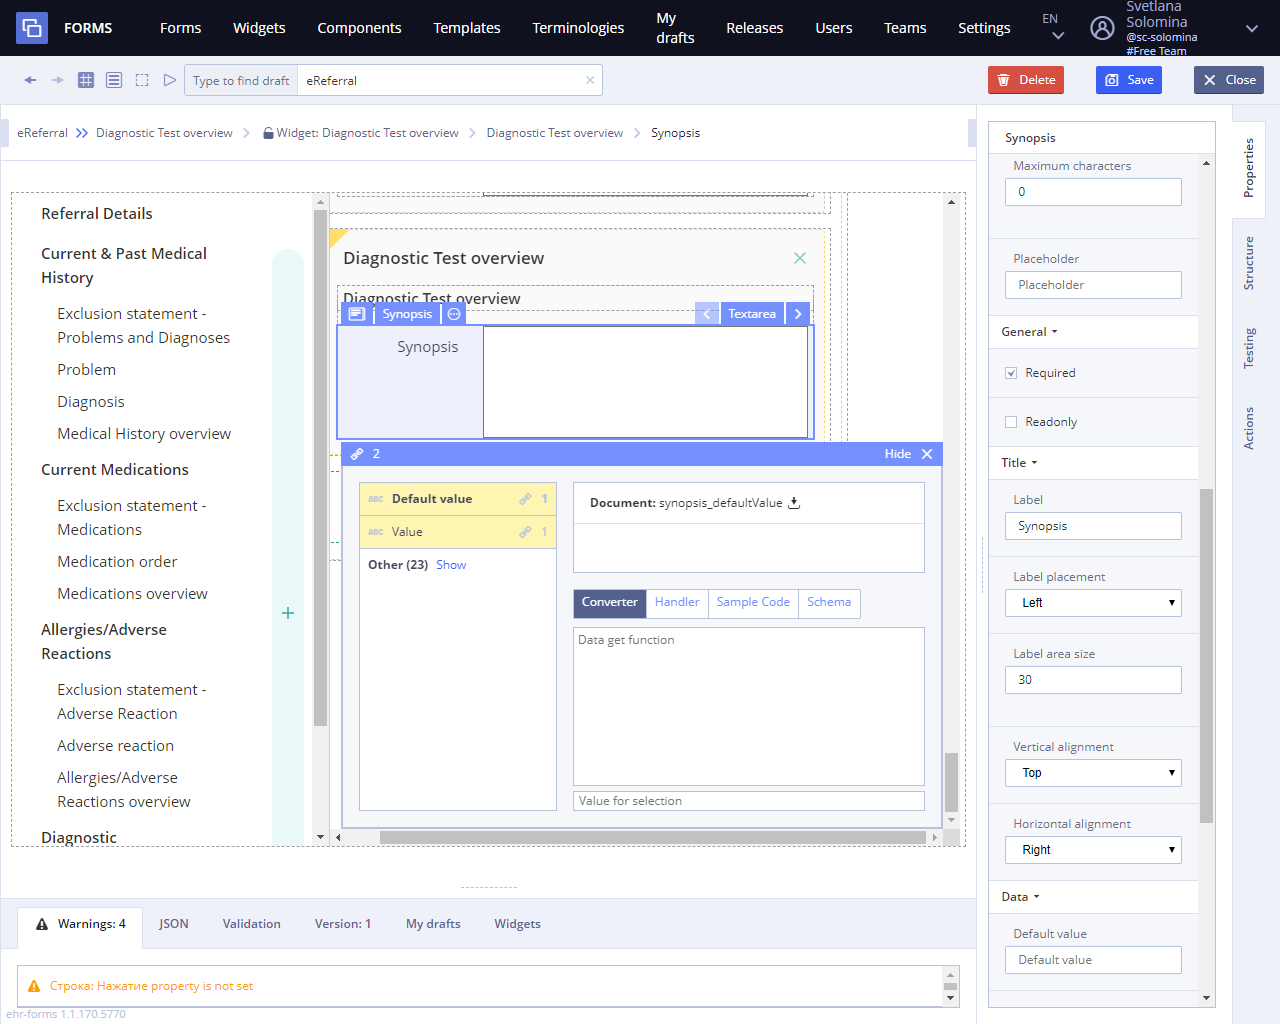 FORMS
Forms
Widgets
Components
Templates
Terminologies
My drafts
Releases
Users
Teams
Settings
EN
Svetlana Solomina
@sc-solomina
#Free Team
Type to find draft
eReferral
Delete
Save
Close
eReferral
Diagnostic Test overview
Widget: Diagnostic Test overview
Diagnostic Test overview
Synopsis
Referral Details
Current & Past Medical
History
Exclusion statement -
Problems and Diagnoses
Problem
Diagnosis
Medical History overview
Current Medications
Exclusion statement -
Medications
Medication order
Medications overview
Allergies/Adverse
Reactions
Exclusion statement -
Adverse Reaction
Adverse reaction
Allergies/Adverse
Reactions overview
Diagnostic
Diagnostic Test overview
Diagnostic Test overview
Synopsis
Textarea
Synopsis
2
Hide
ABC Default value 1
ABC Value 1
Other (23) Show
Document: synopsis_defaultValue
Converter
Handler
Sample Code
Schema
Data get function
Value for selection
Synopsis
Maximum characters
0
Placeholder
Placeholder
General
Required
Readonly
Title
Label
Synopsis
Label placement
Left
Label area size
30
Vertical alignment
Top
Horizontal alignment
Right
Data
Default value
Default value
Properties
Structure
Testing
Actions
Warnings: 4
JSON
Validation
Version: 1
My drafts
Widgets
Строка: Нажатие property is not set
ehr-forms 1.1.170.5770